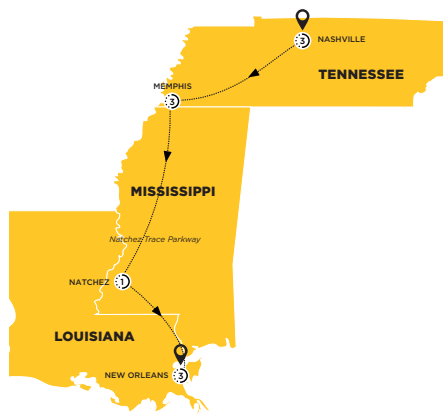 3
NASHVILLE
TENNESSEE
MEMPHIS
3
MISSISSIPPI
Natchez Trace Parkway
NATCHEZ
1
LOUISIANA
NEW ORLEANS
3